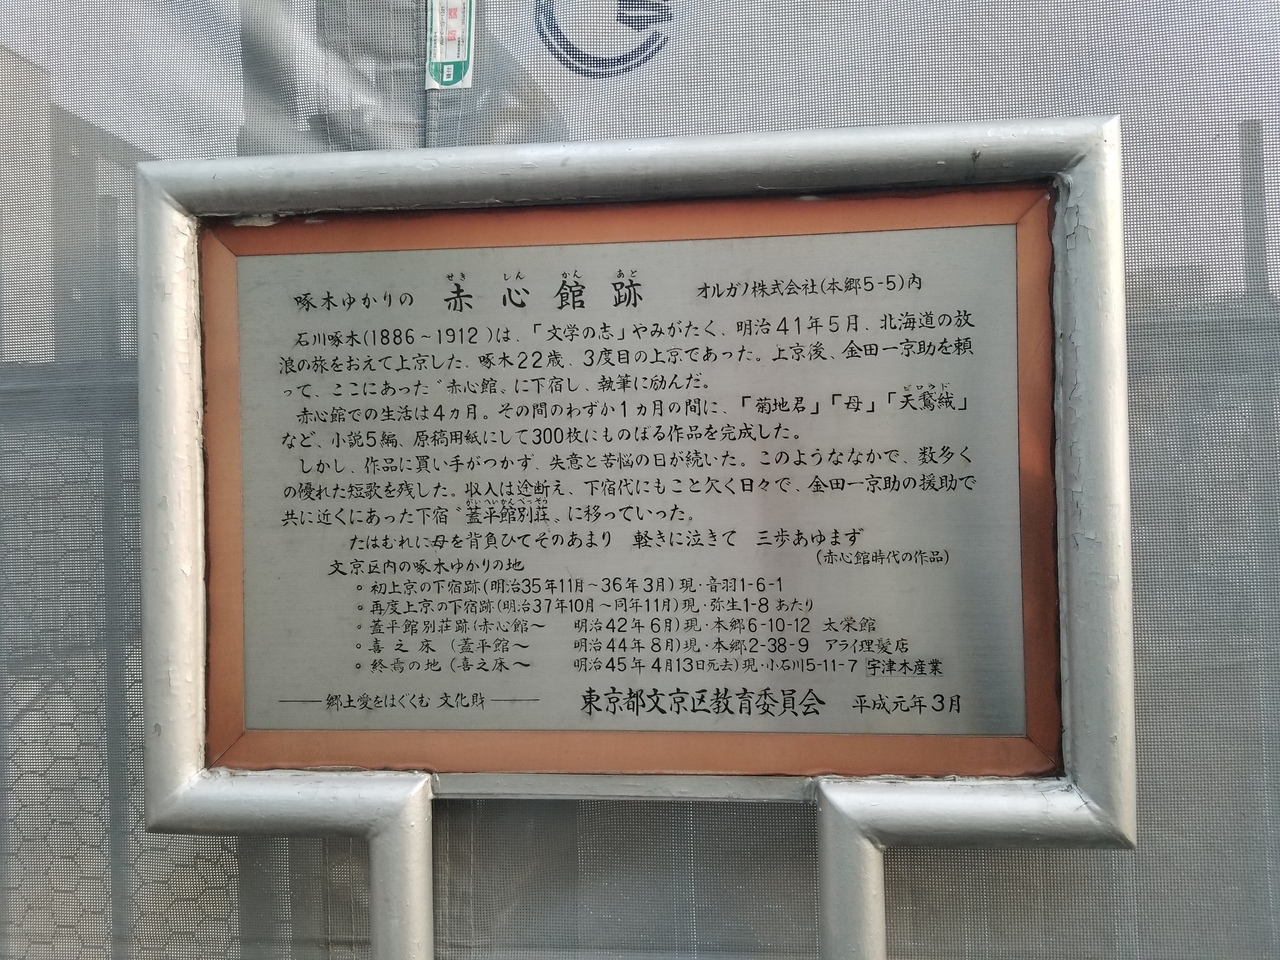 せき しん かん あと
啄木ゆかりの 赤心館跡 オルガノ株式会社(本郷5-5)内
石川啄木(1886～1912)は、「文学の志」やみがたく、明治41年5月、北海道の放
浪の旅をおえて上京した。啄木22歳、3度目の上京であった。上京後、金田一京助を頼
って、ここにあった〝赤心館〟に下宿し、執筆に励んだ。
ビロウド
赤心館での生活は4ヵ月。その間のわずか1ヵ月の間に、「菊地君」「母」「天鵞絨」
など、小説5編、原稿用紙にして300枚にものぼる作品を完成した。
しかし、作品に買い手がつかず、失意と苦悩の日が続いた。このようななかで、数多く
の優れた短歌を残した。収入は途断え、下宿代にもこと欠く日々で、金田一京助の援助で
がいへいかんべっそう
共に近くにあった下宿〝蓋平館別荘〟に移っていった。
たはむれに母を背負ひてそのあまり 軽きに泣きて 三歩あゆまず
(赤心館時代の作品)
文京区内の啄木ゆかりの地
○ 初上京の下宿跡(明治35年11月～36年3月)現・音羽1-6-1
○ 再度上京の下宿跡(明治37年10月～同年11月)現・弥生1-8あたり
○ 蓋平館別荘跡(赤心館～ 明治42年6月)現・本郷6-10-12 太栄館
○ 喜之床 (蓋平館～ 明治44年8月)現・本郷2-38-9 アライ理髪店
○ 終焉の地 (喜之床～ 明治45年4月13日死去)現・小石川5-11-7 宇津木産業
―郷土愛をはぐくむ 文化財― 東京都文京区教育委員会 平成元年3月